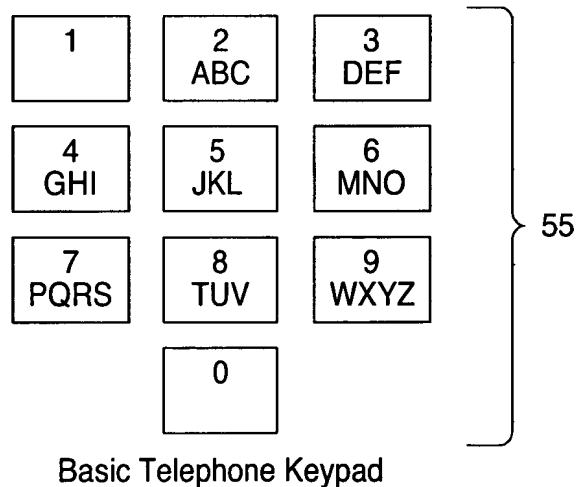 1 2 3
ABC DEF
4 5 6
GHI JKL MNO
55
7 8 9
PQRS TUV WXYZ
0
Basic Telephone Keypad